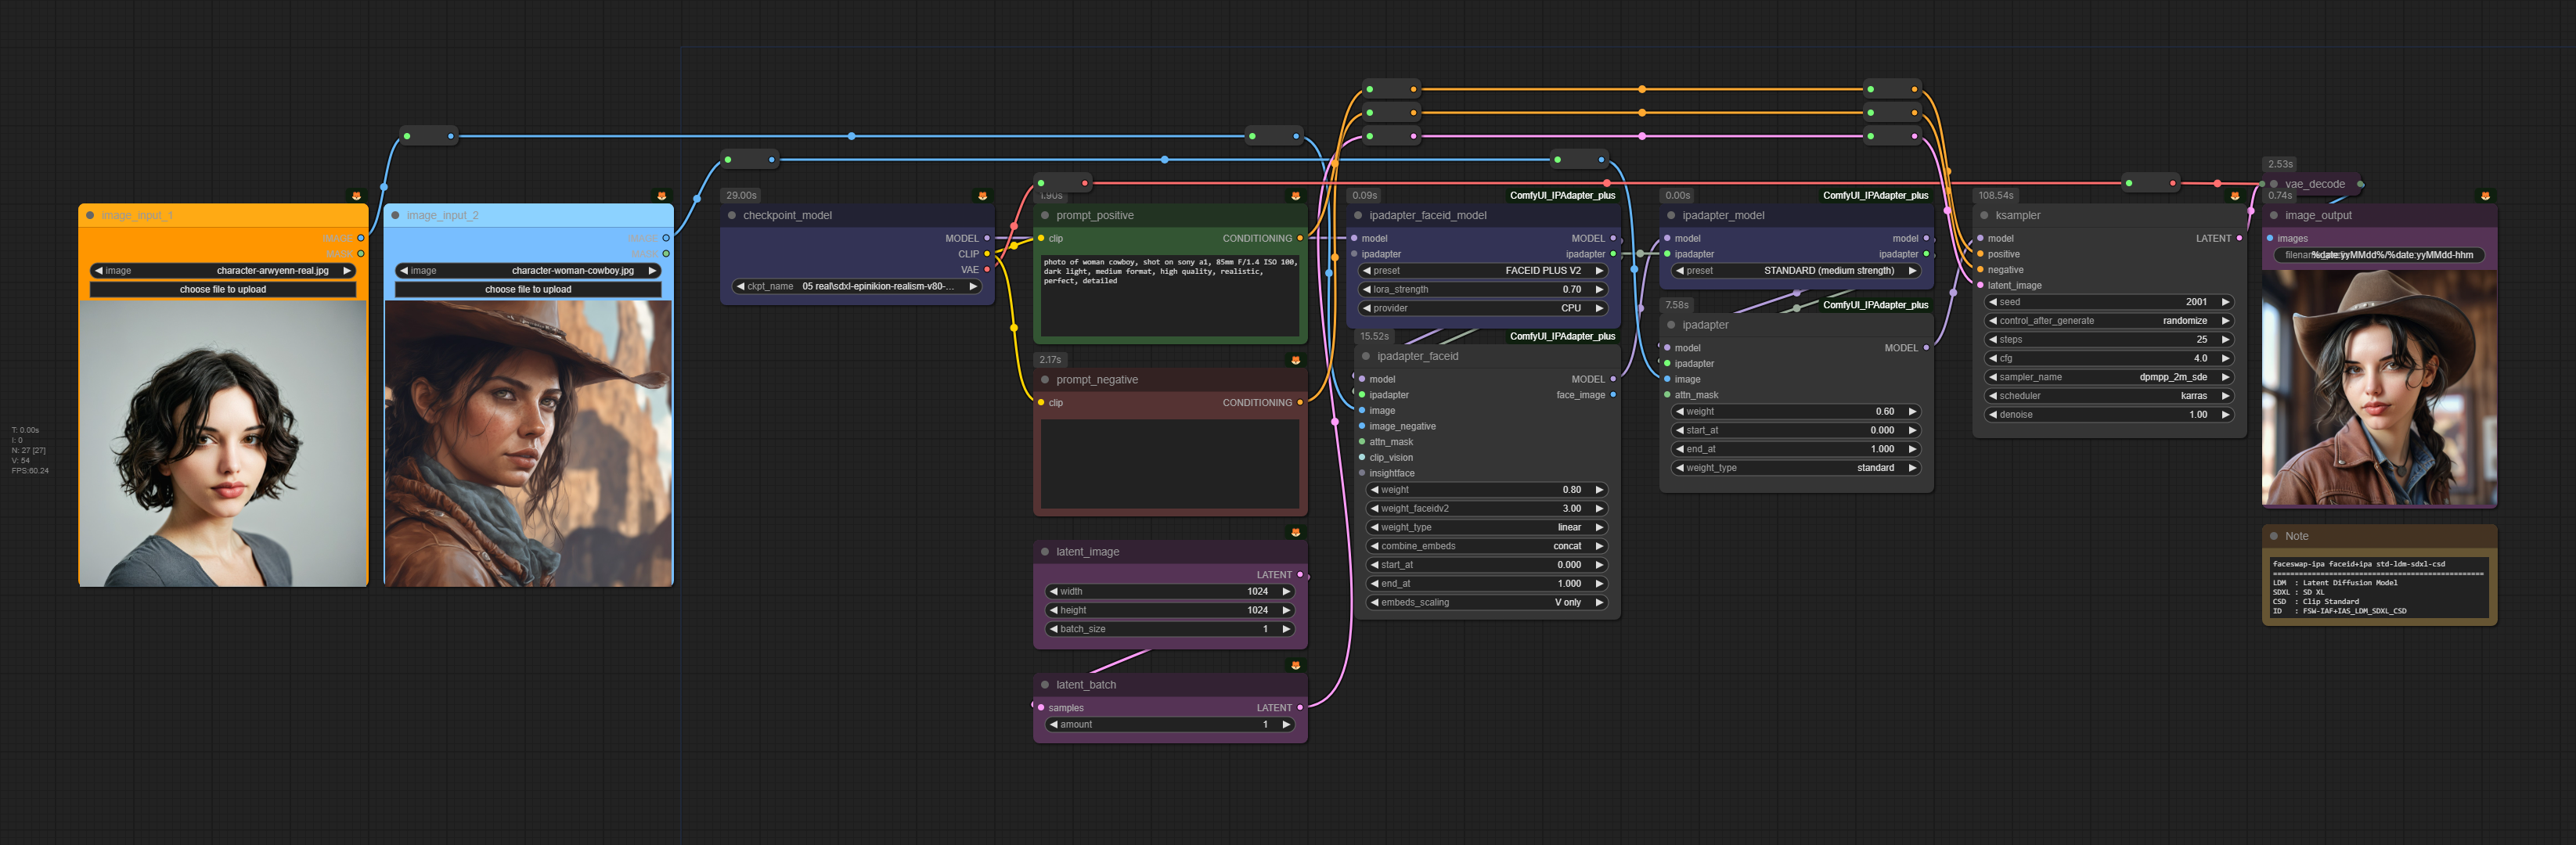 T: 0.00s
I: 0
N: 27 [27]
V: 54
FPS:60.24
image_input_1
image character-arwyenn-real.jpg
choose file to upload
image_input_2
image character-woman-cowboy.jpg
choose file to upload
29.00s
checkpoint_model
MODEL
CLIP
VAE
ckpt_name 05 real\sdxl-epinikion-realism-v80-...
1.90s
prompt_positive
clip CONDITIONING
photo of woman cowboy, shot on sony a1, 85mm F/1.4 ISO 100,
dark light, medium format, high quality, realistic,
perfect, detailed
2.17s
prompt_negative
clip CONDITIONING
latent_image
LATENT
width 1024
height 1024
batch_size 1
latent_batch
samples LATENT
amount 1
0.09s ComfyUI_IPAdapter_plus
ipadapter_faceid_model
model MODEL
ipadapter ipadapter
preset FACEID PLUS V2
lora_strength 0.70
provider CPU
15.52s ComfyUI_IPAdapter_plus
ipadapter_faceid
model MODEL
ipadapter face_image
image
image_negative
attn_mask
clip_vision
insightface
weight 0.80
weight_faceidv2 3.00
weight_type linear
combine_embeds concat
start_at 0.000
end_at 1.000
embeds_scaling V only
0.00s ComfyUI_IPAdapter_plus
ipadapter_model
model model
ipadapter ipadapter
preset STANDARD (medium strength)
7.58s ComfyUI_IPAdapter_plus
ipadapter
model MODEL
ipadapter
image
attn_mask
weight 0.60
start_at 0.000
end_at 1.000
weight_type standard
108.54s
ksampler
model LATENT
positive
negative
latent_image
seed 2001
control_after_generate randomize
steps 25
cfg 4.0
sampler_name dpmpp_2m_sde
scheduler karras
denoise 1.00
2.53s
vae_decode
0.74s
image_output
images
%date:yyMMdd%/%date:yyMMdd-hhm
Note
faceswap-ipa faceid+ipa std-ldm-sdxl-csd
==================================================
LDM : Latent Diffusion Model
SDXL : SD XL
CSD : Clip Standard
ID : FSW-IAF+IAS_LDM_SDXL_CSD